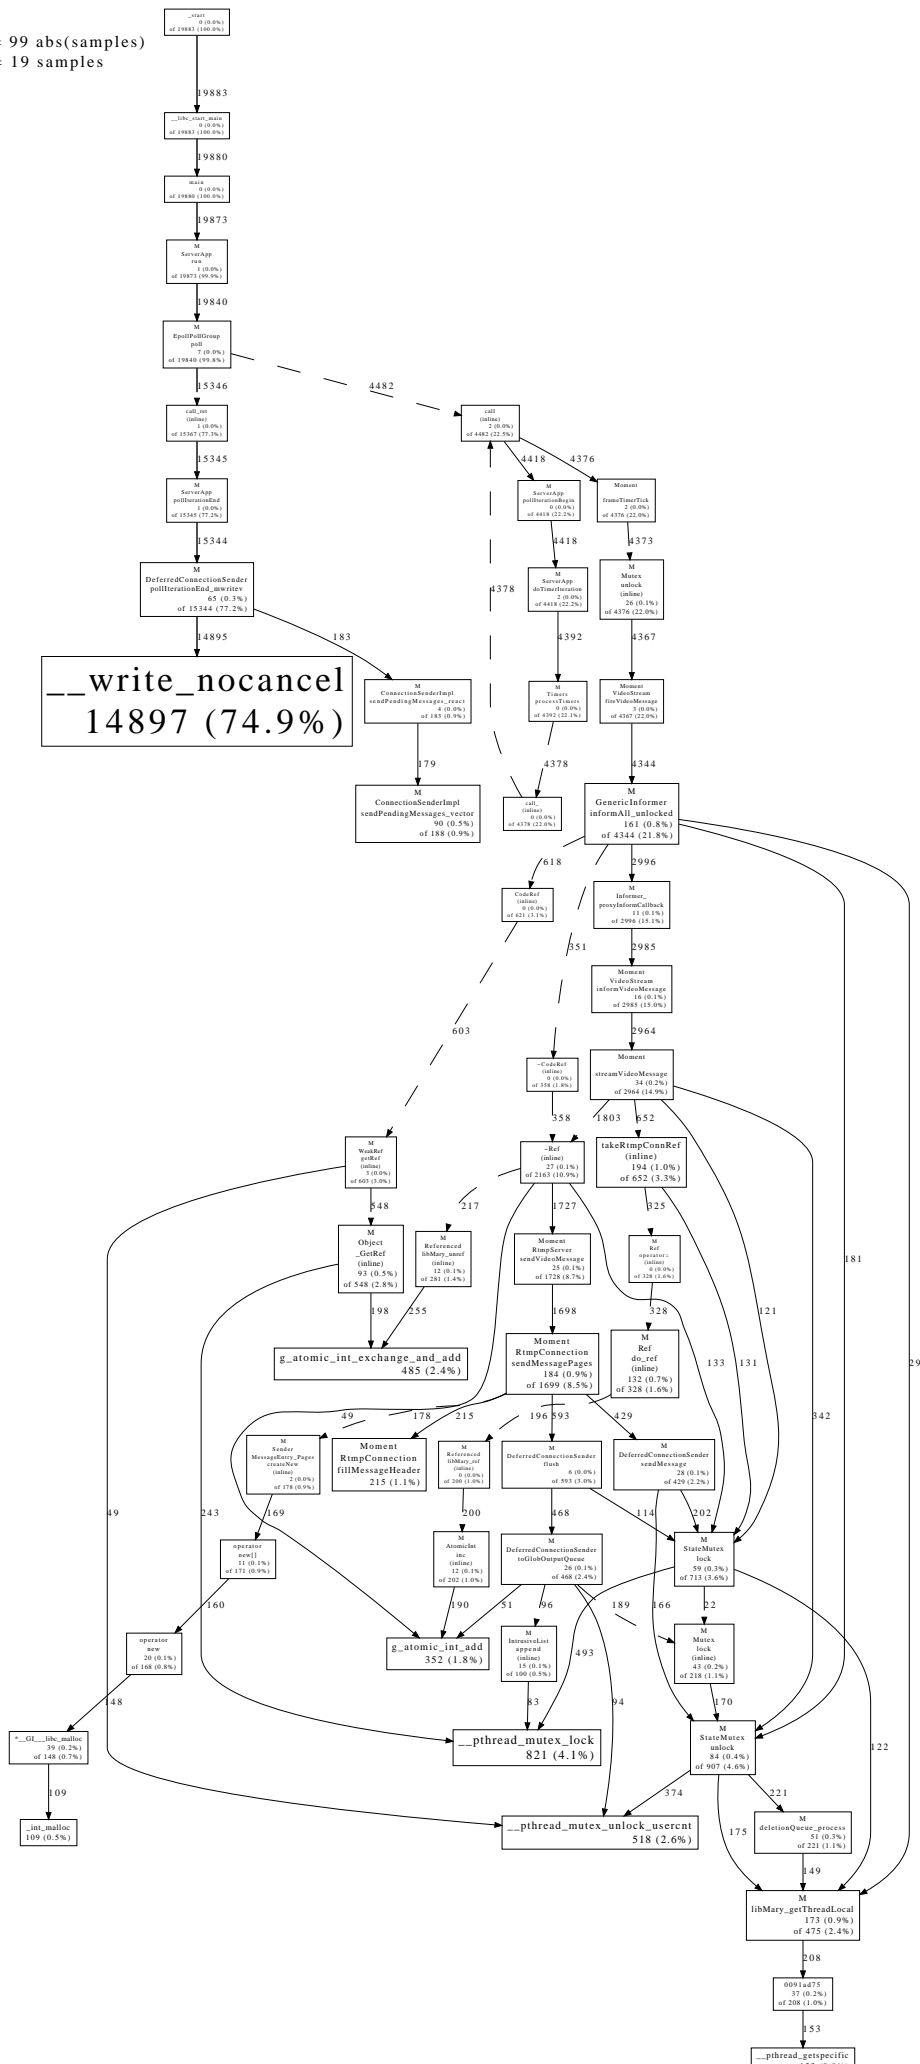 _start
0 (0.0%)
of 19883 (100.0%)
= 99 abs(samples)
= 19 samples
19883
__libc_start_main
0 (0.0%)
of 19883 (100.0%)
19880
main
0 (0.0%)
of 19880 (100.0%)
19873
M
ServerApp
run
1 (0.0%)
of 19873 (99.9%)
19840
M
EpollPollGroup
poll
7 (0.0%)
of 19840 (99.8%)
15346
4482
call_ret
(inline)
1 (0.0%)
of 15367 (77.3%)
call
(inline)
2 (0.0%)
of 4482 (22.5%)
15345
4418
4376
M
ServerApp
pollIterationEnd
1 (0.0%)
of 15345 (77.2%)
M
ServerApp
pollIterationBegin
0 (0.0%)
of 4418 (22.2%)
Moment
frameTimerTick
2 (0.0%)
of 4376 (22.0%)
15344
4418
4373
M
DeferredConnectionSender
pollIterationEnd_mwritev
65 (0.3%)
of 15344 (77.2%)
4378
M
ServerApp
doTimerIteration
2 (0.0%)
of 4418 (22.2%)
M
Mutex
unlock
(inline)
26 (0.1%)
of 4376 (22.0%)
14895
183
4392
4367
__write_nocancel
14897 (74.9%)
M
ConnectionSenderImpl
sendPendingMessages_react
4 (0.0%)
of 183 (0.9%)
M
Timers
processTimers
0 (0.0%)
of 4392 (22.1%)
Moment
VideoStream
fireVideoMessage
3 (0.0%)
of 4367 (22.0%)
179
4378
4344
M
ConnectionSenderImpl
sendPendingMessages_vector
90 (0.5%)
of 188 (0.9%)
call_
(inline)
0 (0.0%)
of 4378 (22.0%)
M
GenericInformer
informAll_unlocked
161 (0.8%)
of 4344 (21.8%)
618
2996
CodeRef
(inline)
0 (0.0%)
of 621 (3.1%)
M
Informer_
proxyInformCallback
11 (0.1%)
of 2996 (15.1%)
351
2985
Moment
VideoStream
informVideoMessage
16 (0.1%)
of 2985 (15.0%)
603
2964
~CodeRef
(inline)
0 (0.0%)
of 358 (1.8%)
Moment
streamVideoMessage
34 (0.2%)
of 2964 (14.9%)
358
1803
652
M
WeakRef
getRef
(inline)
3 (0.0%)
of 603 (3.0%)
~Ref
(inline)
27 (0.1%)
of 2163 (10.9%)
takeRtmpConnRef
(inline)
194 (1.0%)
of 652 (3.3%)
548
217
1727
325
M
Object
_GetRef
(inline)
93 (0.5%)
of 548 (2.8%)
M
Referenced
libMary_unref
(inline)
12 (0.1%)
of 281 (1.4%)
Moment
RtmpServer
sendVideoMessage
25 (0.1%)
of 1728 (8.7%)
M
Ref
operator=
(inline)
0 (0.0%)
of 328 (1.6%)
181
198
255
1698
328
121
g_atomic_int_exchange_and_add
485 (2.4%)
Moment
RtmpConnection
sendMessagePages
184 (0.9%)
of 1699 (8.5%)
M
Ref
do_ref
(inline)
132 (0.7%)
of 328 (1.6%)
133
131
29
49
178
215
196
593
429
342
M
Sender
MessageEntry_Pages
createNew
(inline)
2 (0.0%)
of 178 (0.9%)
Moment
RtmpConnection
fillMessageHeader
215 (1.1%)
M
Referenced
libMary_ref
(inline)
0 (0.0%)
of 200 (1.0%)
M
DeferredConnectionSender
flush
6 (0.0%)
of 593 (3.0%)
M
DeferredConnectionSender
sendMessage
28 (0.1%)
of 429 (2.2%)
49
243
169
200
468
114
202
operator
new[]
11 (0.1%)
of 171 (0.9%)
M
AtomicInt
inc
(inline)
12 (0.1%)
of 202 (1.0%)
M
DeferredConnectionSender
toGlobOutputQueue
26 (0.1%)
of 468 (2.4%)
M
StateMutex
lock
59 (0.3%)
of 713 (3.6%)
160
190
51
96
189
166
22
operator
new
20 (0.1%)
of 168 (0.8%)
g_atomic_int_add
352 (1.8%)
M
IntrusiveList
append
(inline)
15 (0.1%)
of 100 (0.5%)
493
M
Mutex
lock
(inline)
43 (0.2%)
of 218 (1.1%)
148
83
94
170
*__GI___libc_malloc
39 (0.2%)
of 148 (0.7%)
__pthread_mutex_lock
821 (4.1%)
M
StateMutex
unlock
84 (0.4%)
of 907 (4.6%)
122
109
374
221
_int_malloc
109 (0.5%)
__pthread_mutex_unlock_usercnt
518 (2.6%)
175
M
deletionQueue_process
51 (0.3%)
of 221 (1.1%)
149
M
libMary_getThreadLocal
173 (0.9%)
of 475 (2.4%)
208
0091ad75
37 (0.2%)
of 208 (1.0%)
153
__pthread_getspecific